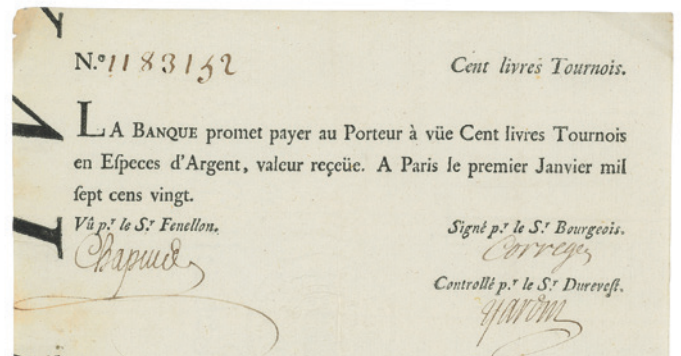 N.º 1183152 Cent livres Tournois.
LA BANQUE promet payer au Porteur à vüe Cent livres Tournois
en Eſpeces d'Argent, valeur reçeüe. A Paris le premier Janvier mil
ſept cens vingt.
Vû p.r le S.r Fenellon. Signé p.r le S.r Bourgeois.
Controllé p.r le S.r Dureveſt.